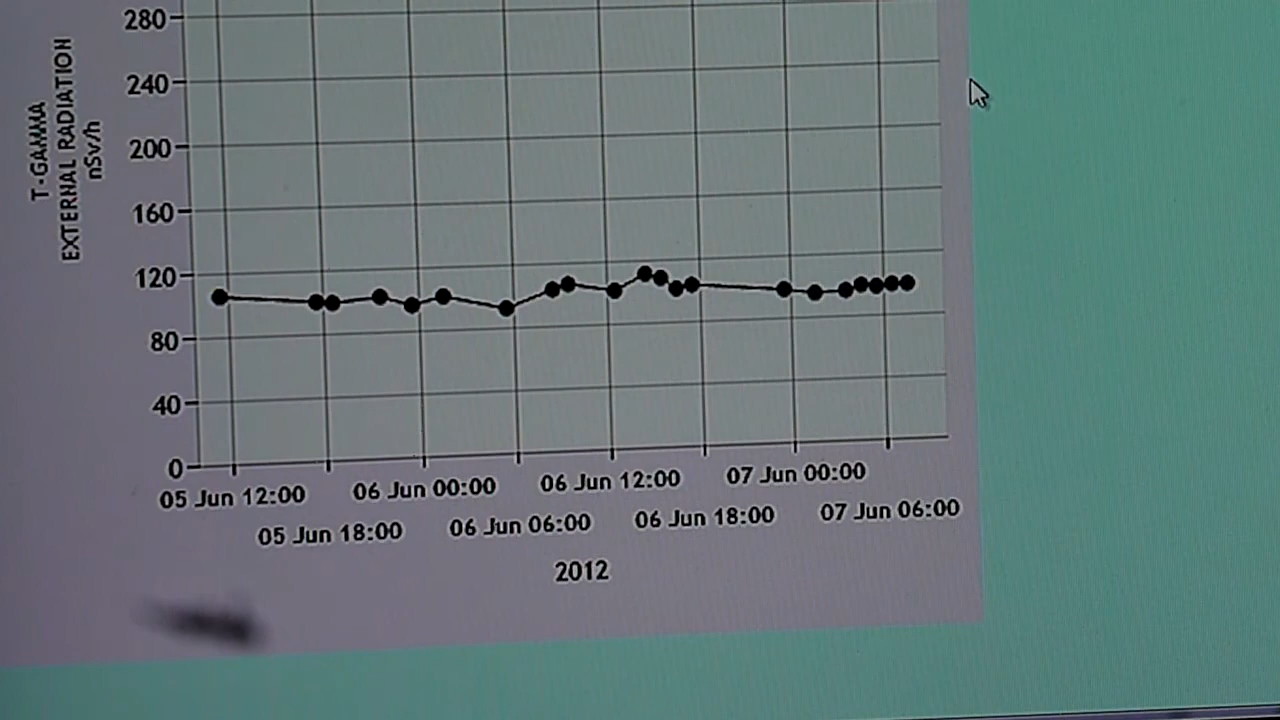 T-GAMMA
EXTERNAL RADIATION
nSv/h
280
240
200
160
120
80
40
0
05 Jun 12:00
05 Jun 18:00
06 Jun 00:00
06 Jun 06:00
06 Jun 12:00
06 Jun 18:00
07 Jun 00:00
07 Jun 06:00
2012